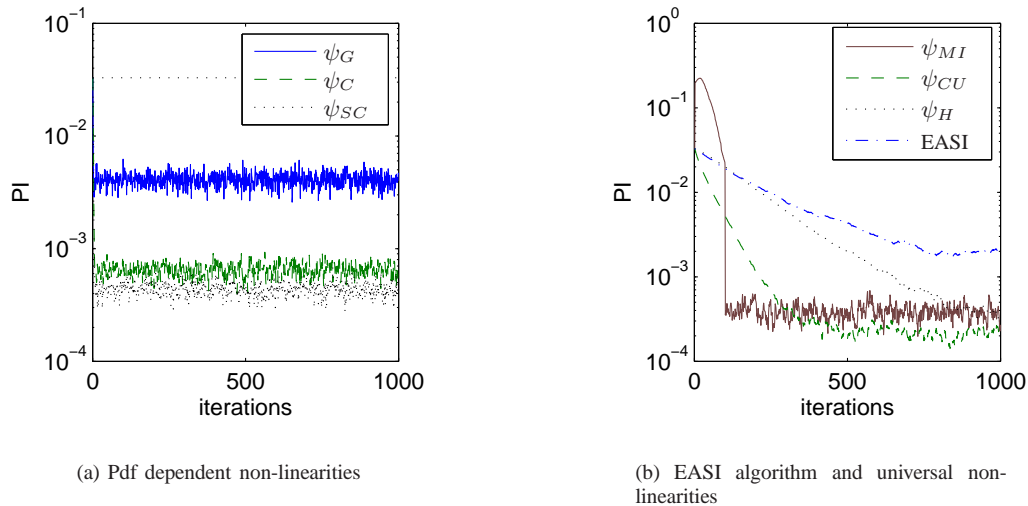 10⁻¹
10⁻²
10⁻³
10⁻⁴
PI
ψ_G
ψ_C
ψ_SC
0 500 1000
iterations
(a) Pdf dependent non-linearities
10⁰
10⁻¹
10⁻²
10⁻³
10⁻⁴
PI
ψ_MI
ψ_CU
ψ_H
EASI
0 500 1000
iterations
(b) EASI algorithm and universal non-
linearities